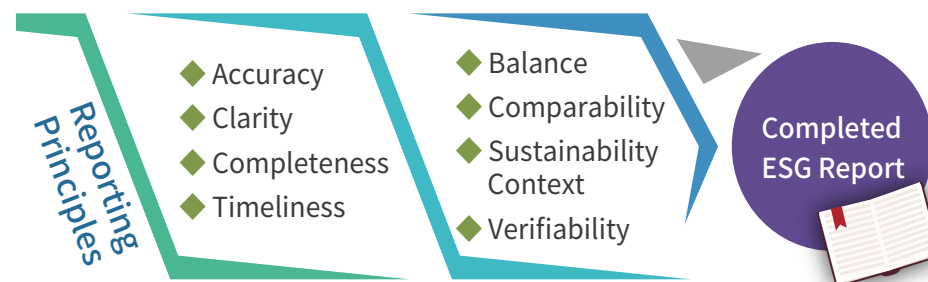 Reporting
Principles
Accuracy
Clarity
Completeness
Timeliness
Balance
Comparability
Sustainability
Context
Verifiability
Completed
ESG Report